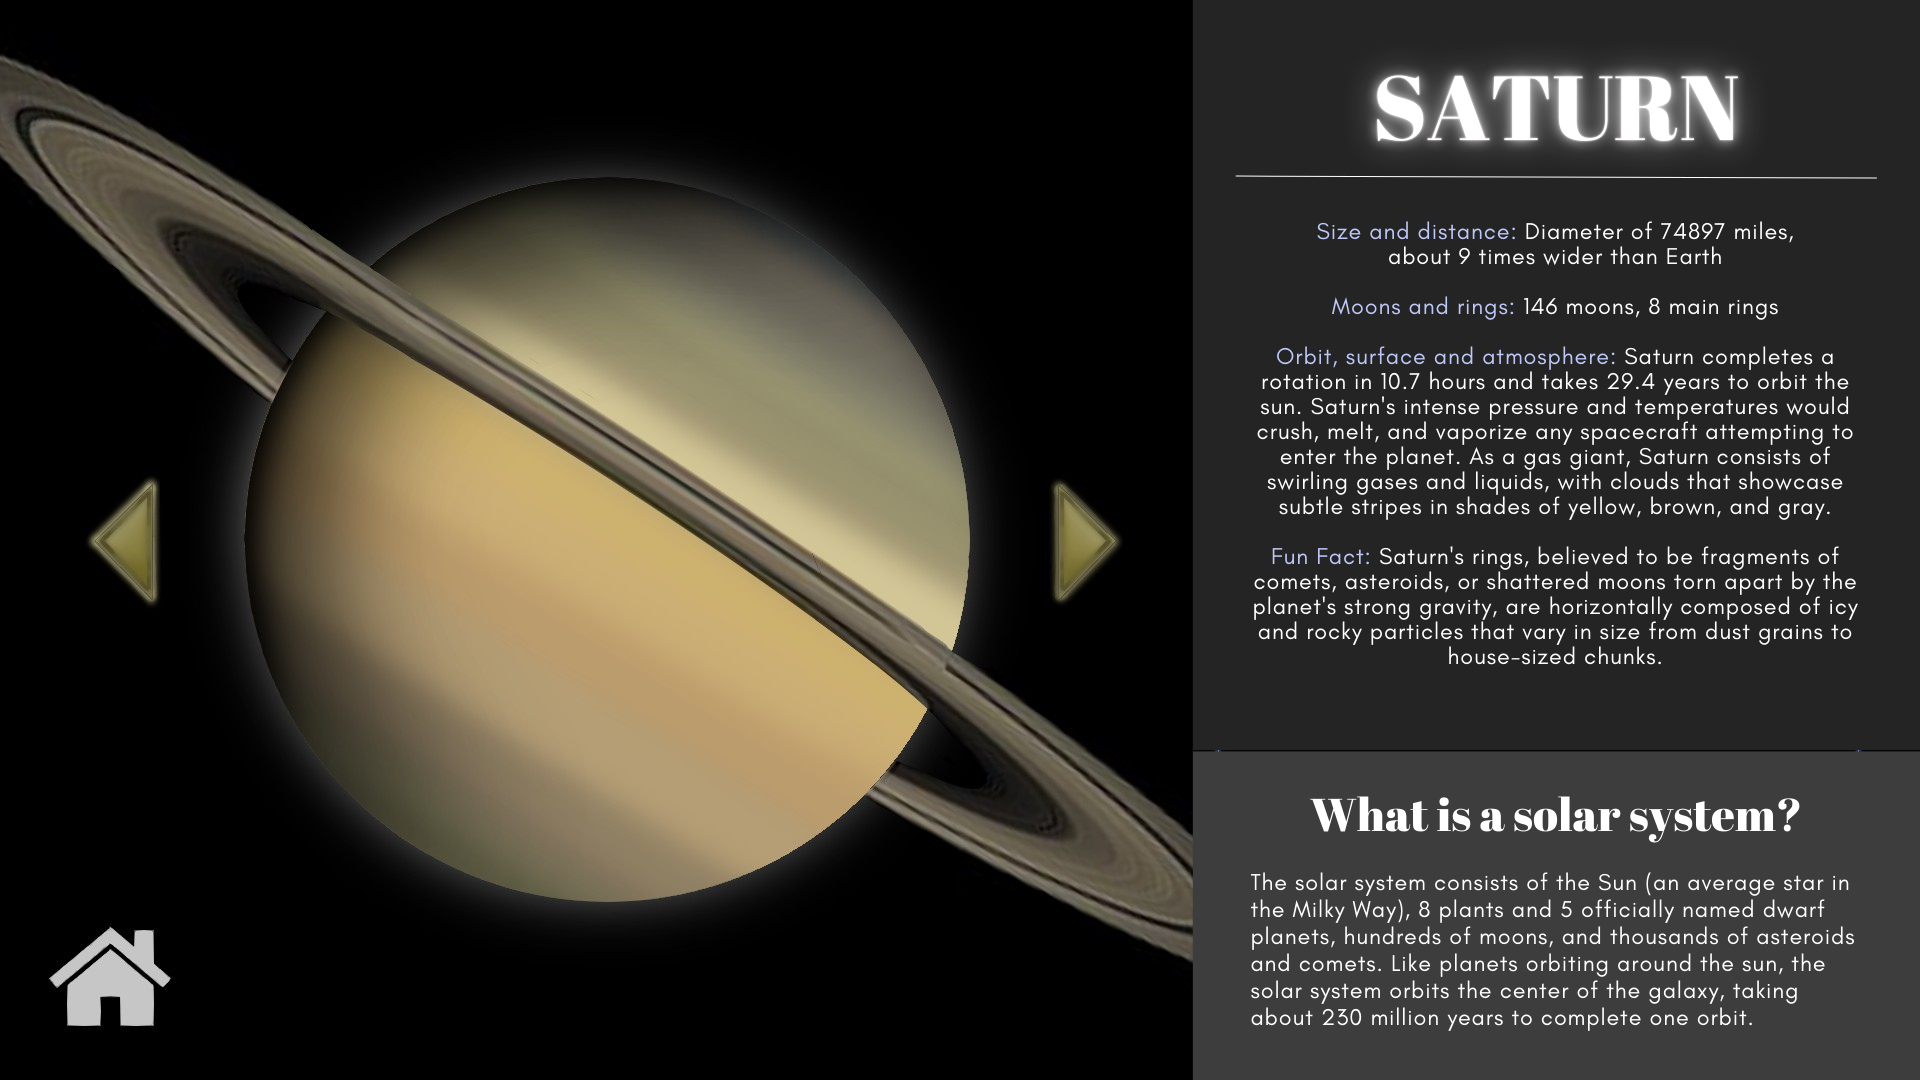 SATURN
Size and distance: Diameter of 74897 miles,
about 9 times wider than Earth
Moons and rings: 146 moons, 8 main rings
Orbit, surface and atmosphere: Saturn completes a
rotation in 10.7 hours and takes 29.4 years to orbit the
sun. Saturn's intense pressure and temperatures would
crush, melt, and vaporize any spacecraft attempting to
enter the planet. As a gas giant, Saturn consists of
swirling gases and liquids, with clouds that showcase
subtle stripes in shades of yellow, brown, and gray.
Fun Fact: Saturn's rings, believed to be fragments of
comets, asteroids, or shattered moons torn apart by the
planet's strong gravity, are horizontally composed of icy
and rocky particles that vary in size from dust grains to
house-sized chunks.
What is a solar system?
The solar system consists of the Sun (an average star in
the Milky Way), 8 plants and 5 officially named dwarf
planets, hundreds of moons, and thousands of asteroids
and comets. Like planets orbiting around the sun, the
solar system orbits the center of the galaxy, taking
about 230 million years to complete one orbit.